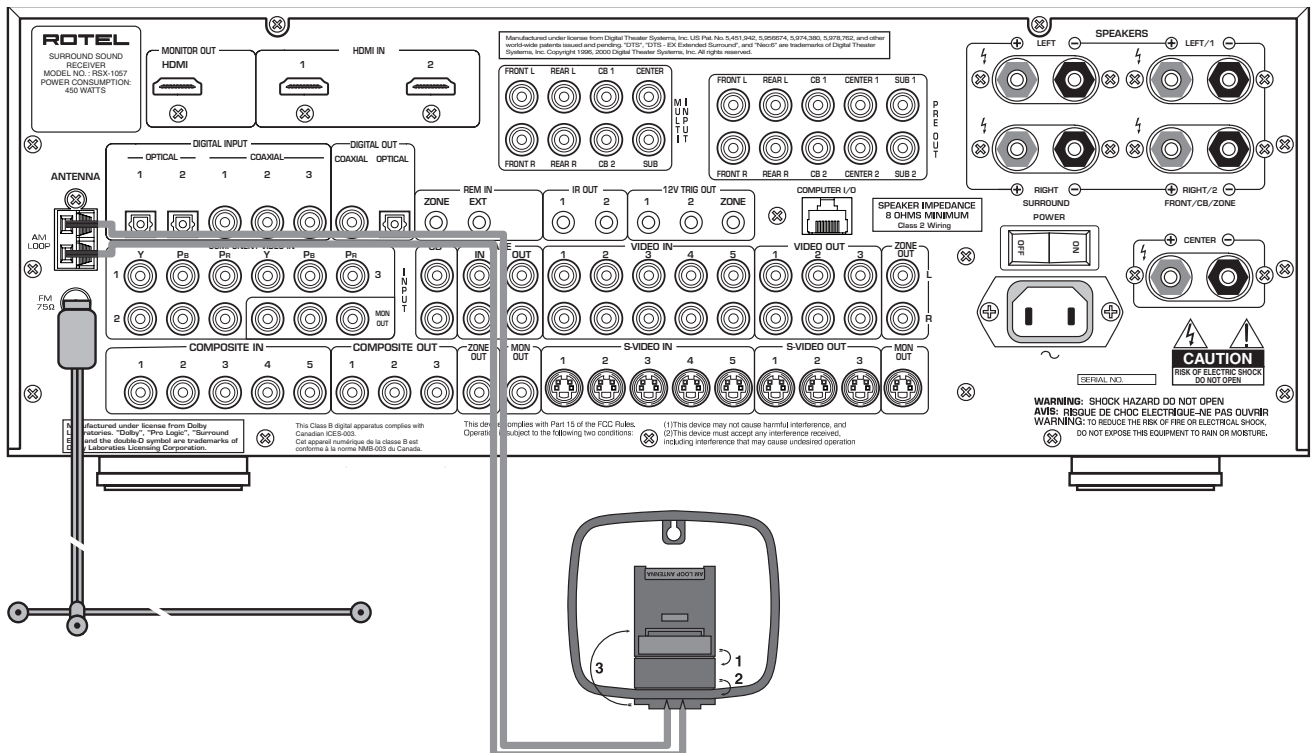 ROTEL
SURROUND SOUND
RECEIVER
MODEL NO. : RSX-1057
POWER CONSUMPTION:
450 WATTS
MONITOR OUT
HDMI
HDMI IN
1 2
Manufactured under license from Digital Theater Systems, Inc. US Pat. No. 5,451,942, 5,956674, 5,974,380, 5,978,762, and other
world-wide patents issued and pending. "DTS", "DTS - EX Extended Surround", and "Neo:6" are trademarks of Digital Theater
Systems, Inc. Copyright 1996, 2000 Digital Theater Systems, Inc. All rights reserved.
FRONT L REAR L CB 1 CENTER
MULTI INPUT
FRONT R REAR R CB 2 SUB
FRONT L REAR L CB 1 CENTER 1 SUB 1
PRE OUT
FRONT R REAR R CB 2 CENTER 2 SUB 2
SPEAKERS
LEFT
LEFT/1
RIGHT
SURROUND
RIGHT/2
FRONT/CB/ZONE
DIGITAL INPUT
OPTICAL COAXIAL
1 2 1 2 3
DIGITAL OUT
COAXIAL OPTICAL
ANTENNA
AM
LOOP
FM
75Ω
REM IN
ZONE EXT
IR OUT
1 2
12V TRIG OUT
1 2 ZONE
COMPUTER I/O
SPEAKER IMPEDANCE
8 OHMS MINIMUM
Class 2 Wiring
POWER
OFF ON
CENTER
COMPONENT VIDEO IN
Y PB PR Y PB PR
1 3
2 MON
OUT
INPUT
CD
IN OUT
VIDEO IN
1 2 3 4 5
VIDEO OUT
1 2 3
ZONE
OUT
L
R
COMPOSITE IN
1 2 3 4 5
COMPOSITE OUT
1 2 3
ZONE
OUT
MON
OUT
S-VIDEO IN
1 2 3 4 5
S-VIDEO OUT
1 2 3
MON
OUT
SERIAL NO.
CAUTION
RISK OF ELECTRIC SHOCK
DO NOT OPEN
WARNING: SHOCK HAZARD DO NOT OPEN
AVIS: RISQUE DE CHOC ELECTRIQUE–NE PAS OUVRIR
WARNING: TO REDUCE THE RISK OF FIRE OR ELECTRICAL SHOCK,
DO NOT EXPOSE THIS EQUIPMENT TO RAIN OR MOISTURE.
under license from Dolby
"Dolby", "Pro Logic", "Surround
and the double-D symbol are trademarks of
Laboraties Licensing Corporation.
This Class B digital apparatus complies with
Canadian ICES-003.
Cet appareil numérique de la classe B est
conforme à la norme NMB-003 du Canada.
This complies with Part 15 of the FCC Rules.
Operation subject to the following two conditions:
(1)This device may not cause harmful interference, and
(2)This device must accept any interference received,
including interference that may cause undesired operation
AM LOOP ANTENNA
3
1
2